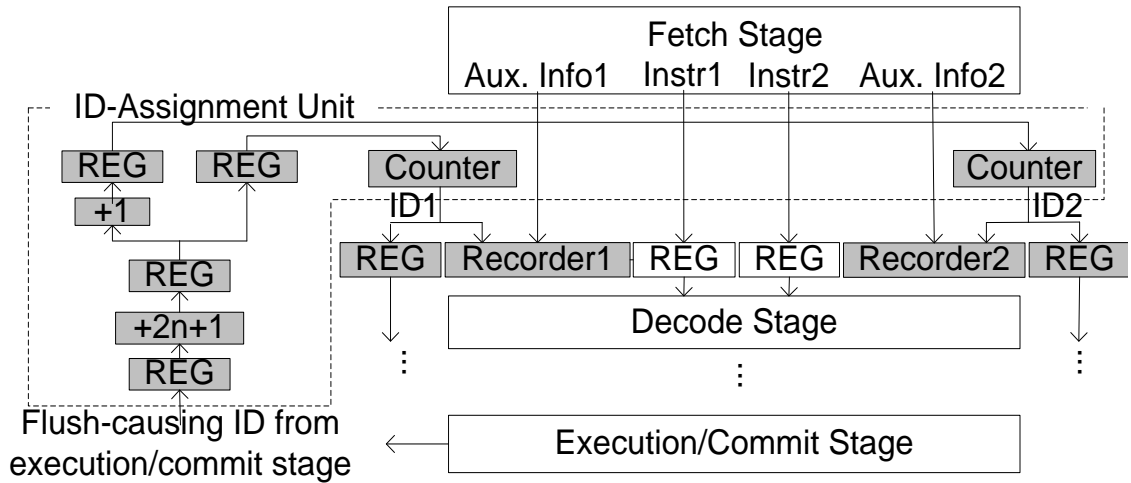 Fetch Stage
Aux. Info1 Instr1 Instr2 Aux. Info2
ID-Assignment Unit
REG REG Counter Counter
+1 ID1 ID2
REG REG Recorder1 REG REG Recorder2 REG
+2n+1 Decode Stage
REG ⋮ ⋮ ⋮
Flush-causing ID from
execution/commit stage
Execution/Commit Stage